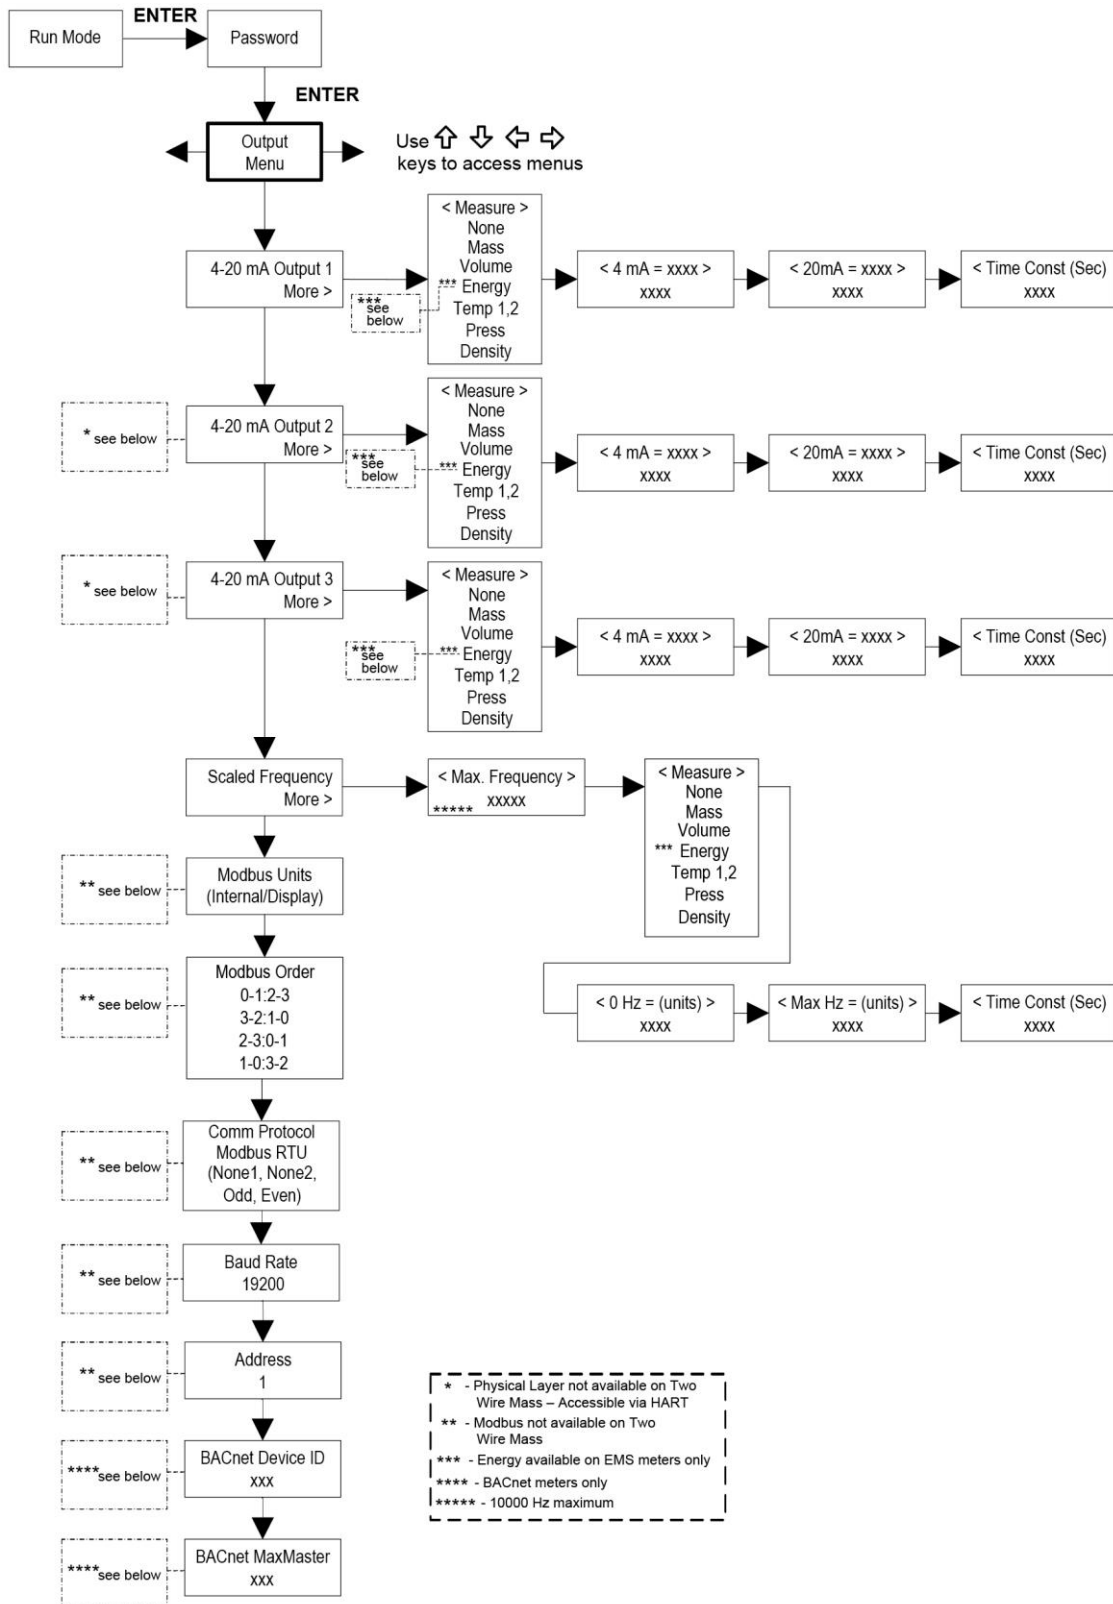 ENTER
Run Mode
Password
ENTER
Output
Menu
Use
keys to access menus
4-20 mA Output 1
More >
*** see
below
< Measure >
None
Mass
Volume
*** Energy
Temp 1,2
Press
Density
< 4 mA = xxxx >
xxxx
< 20mA = xxxx >
xxxx
< Time Const (Sec)
xxxx
* see below
4-20 mA Output 2
More >
*** see
below
< Measure >
None
Mass
Volume
*** Energy
Temp 1,2
Press
Density
< 4 mA = xxxx >
xxxx
< 20mA = xxxx >
xxxx
< Time Const (Sec)
xxxx
* see below
4-20 mA Output 3
More >
*** see
below
< Measure >
None
Mass
Volume
*** Energy
Temp 1,2
Press
Density
< 4 mA = xxxx >
xxxx
< 20mA = xxxx >
xxxx
< Time Const (Sec)
xxxx
Scaled Frequency
More >
< Max. Frequency >
xxxxx
*****
< Measure >
None
Mass
Volume
*** Energy
Temp 1,2
Press
Density
< 0 Hz = (units) >
xxxx
< Max Hz = (units) >
xxxx
< Time Const (Sec)
xxxx
** see below
Modbus Units
(Internal/Display)
** see below
Modbus Order
0-1:2-3
3-2:1-0
2-3:0-1
1-0:3-2
** see below
Comm Protocol
Modbus RTU
(None1, None2,
Odd, Even)
** see below
Baud Rate
19200
** see below
Address
1
**** see below
BACnet Device ID
xxx
**** see below
BACnet MaxMaster
xxx
* - Physical Layer not available on Two
Wire Mass – Accessible via HART
** - Modbus not available on Two
Wire Mass
*** - Energy available on EMS meters only
**** - BACnet meters only
***** - 10000 Hz maximum